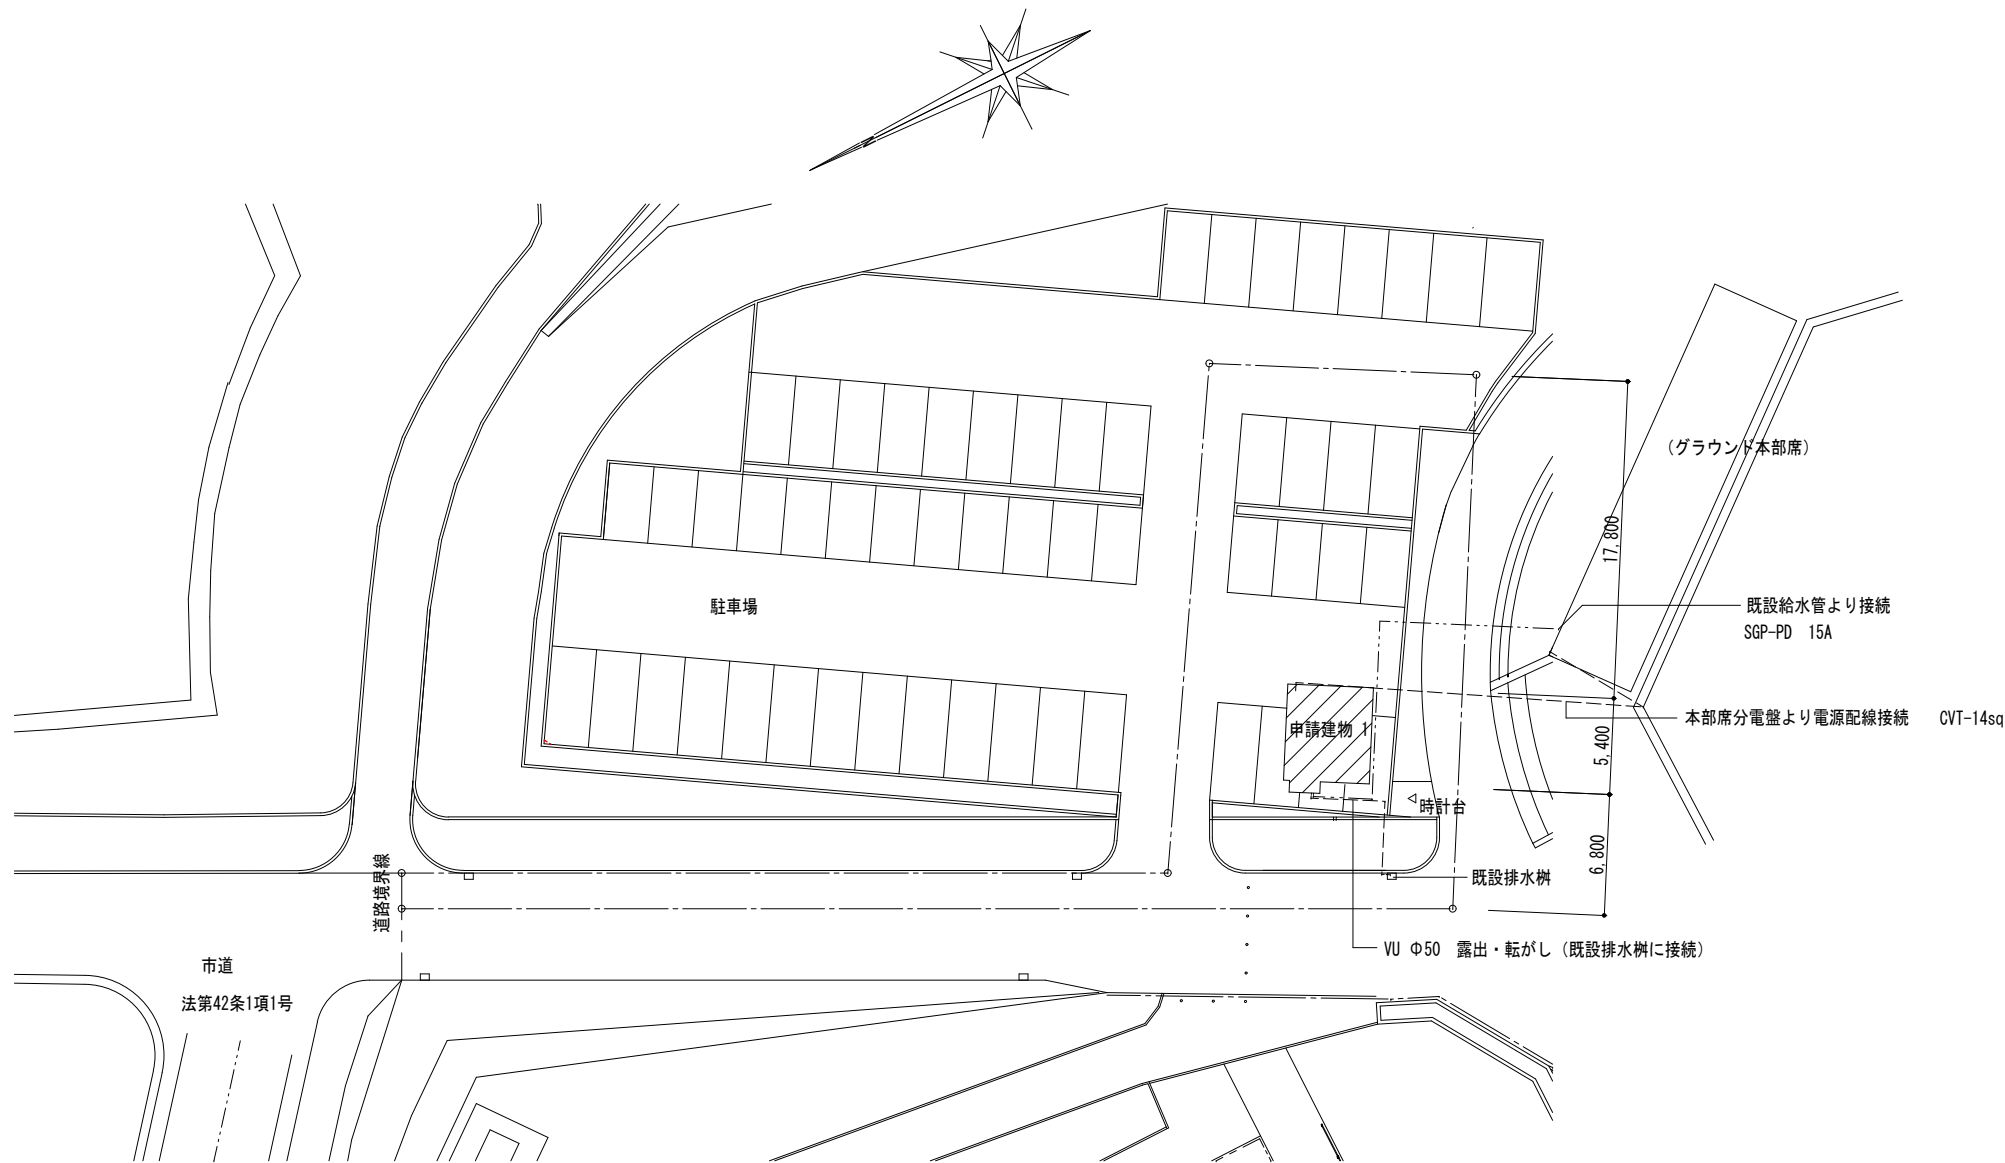 (グラウンド本部席)
17,800
駐車場
既設給水管より接続
SGP-PD 15A
本部席分電盤より電源配線接続 CVT-14sq
申請建物 1
5,400
時計台
6,800
既設排水桝
道路境界線
VU Φ50 露出・転がし（既設排水桝に接続）
市道
法第42条1項1号